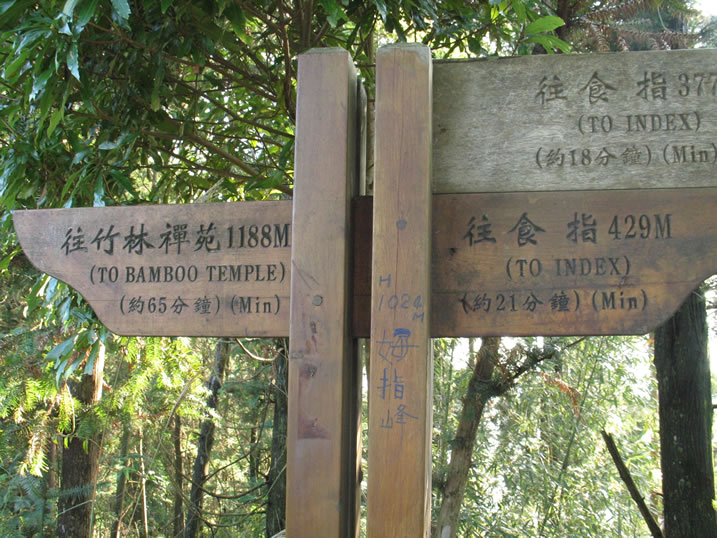 往食指377
(TO INDEX)
(約18分鐘)(Min)
往竹林禪苑1188M
(TO BAMBOO TEMPLE)
(約65分鐘)(Min)
往食指429M
(TO INDEX)
(約21分鐘)(Min)
H
1024
M
拇
指
峰